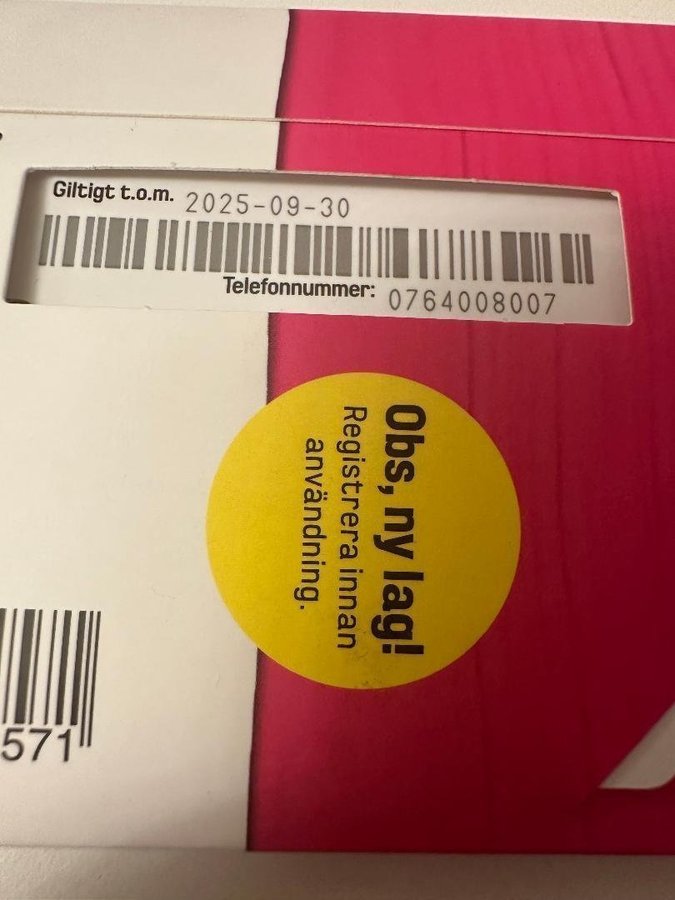 Giltigt t.o.m. 2025-09-30
Telefonnummer: 0764008007
Obs, ny lag!
Registrera innan
användning.
571